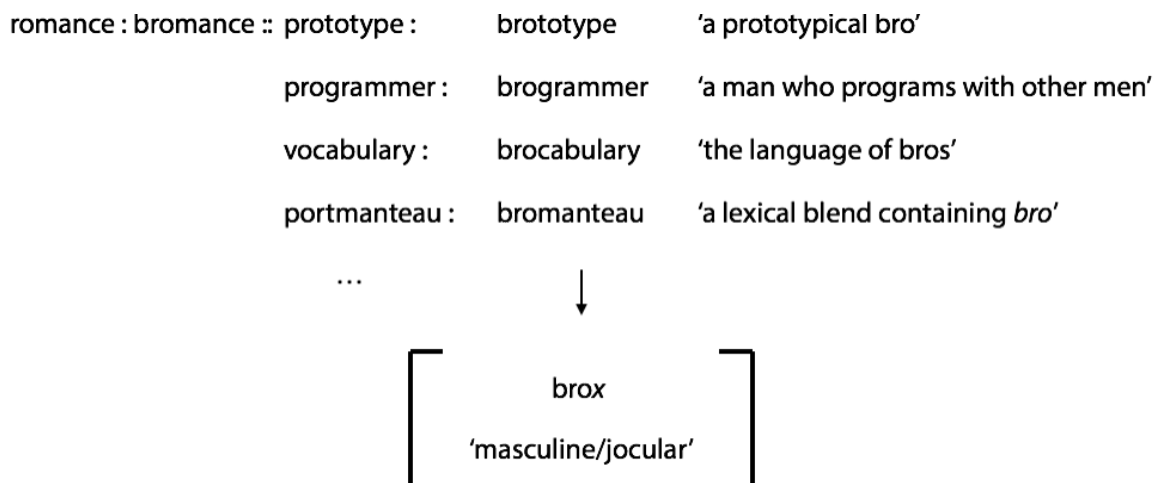 romance : bromance :: prototype : brototype ‘a prototypical bro’
programmer : brogrammer ‘a man who programs with other men’
vocabulary : brocabulary ‘the language of bros’
portmanteau : bromanteau ‘a lexical blend containing bro’
…
brox
‘masculine/jocular’